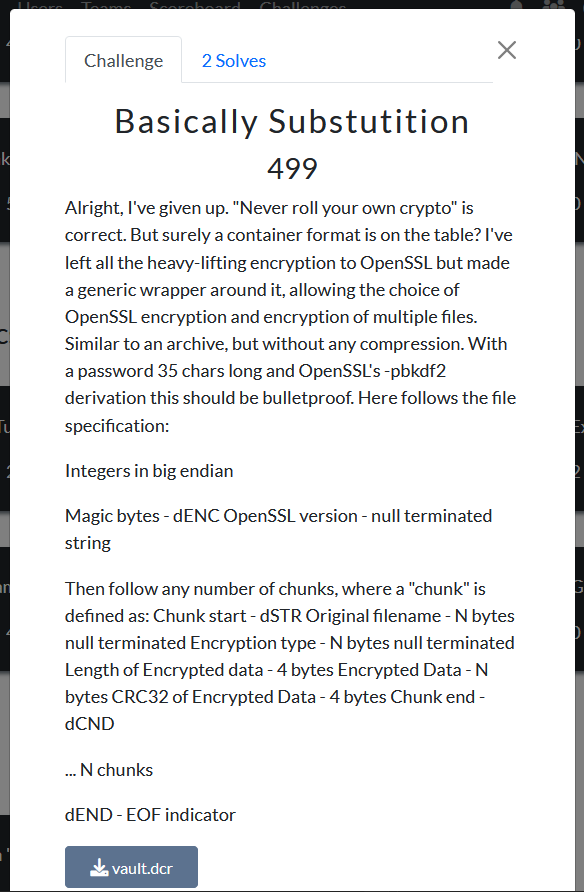 Users Teams Scoreboard Challenges
Challenge
2 Solves
Basically Substutition
499
Alright, I've given up. "Never roll your own crypto" is
correct. But surely a container format is on the table? I've
left all the heavy-lifting encryption to OpenSSL but made
a generic wrapper around it, allowing the choice of
OpenSSL encryption and encryption of multiple files.
Similar to an archive, but without any compression. With
a password 35 chars long and OpenSSL's -pbkdf2
derivation this should be bulletproof. Here follows the file
specification:
Integers in big endian
Magic bytes - dENC OpenSSL version - null terminated
string
Then follow any number of chunks, where a "chunk" is
defined as: Chunk start - dSTR Original filename - N bytes
null terminated Encryption type - N bytes null terminated
Length of Encrypted data - 4 bytes Encrypted Data - N
bytes CRC32 of Encrypted Data - 4 bytes Chunk end -
dCND
... N chunks
dEND - EOF indicator
vault.dcr